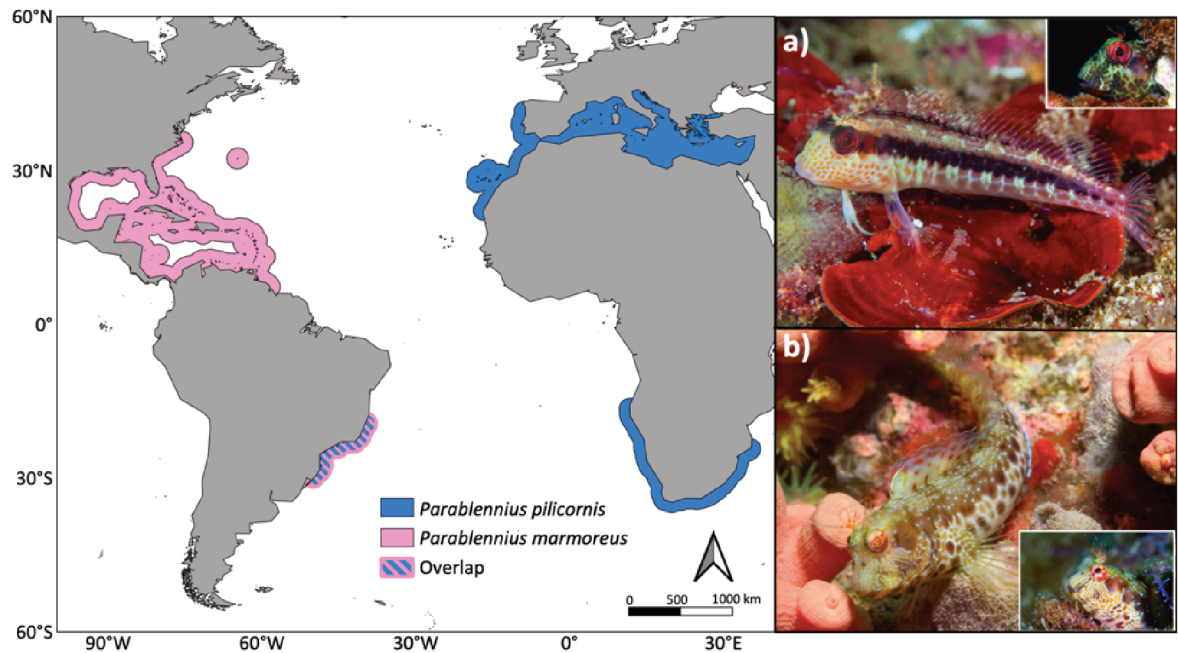 60°N
30°N
0°
30°S
60°S
90°W
60°W
30°W
0°
30°E
Parablennius pilicornis
Parablennius marmoreus
Overlap
0 500 1000 km
a)
b)